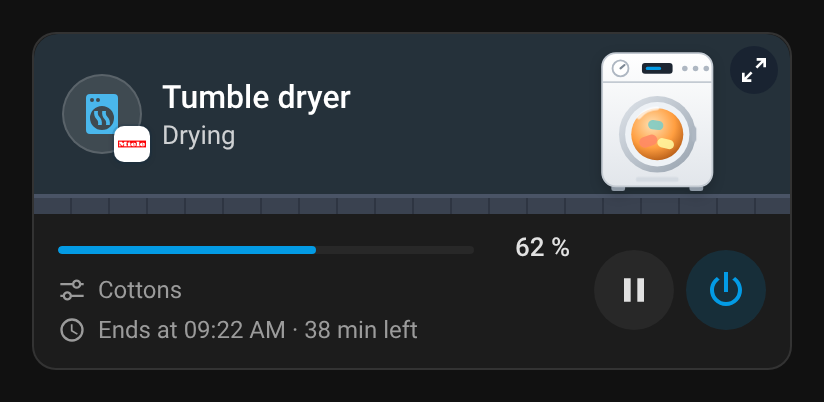 Tumble dryer
Drying
Miele
62 %
Cottons
Ends at 09:22 AM · 38 min left